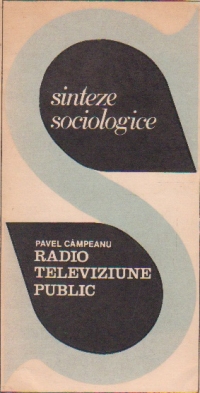 sinteze
sociologice
PAVEL CÂMPEANU
RADIO
TELEVIZIUNE
PUBLIC